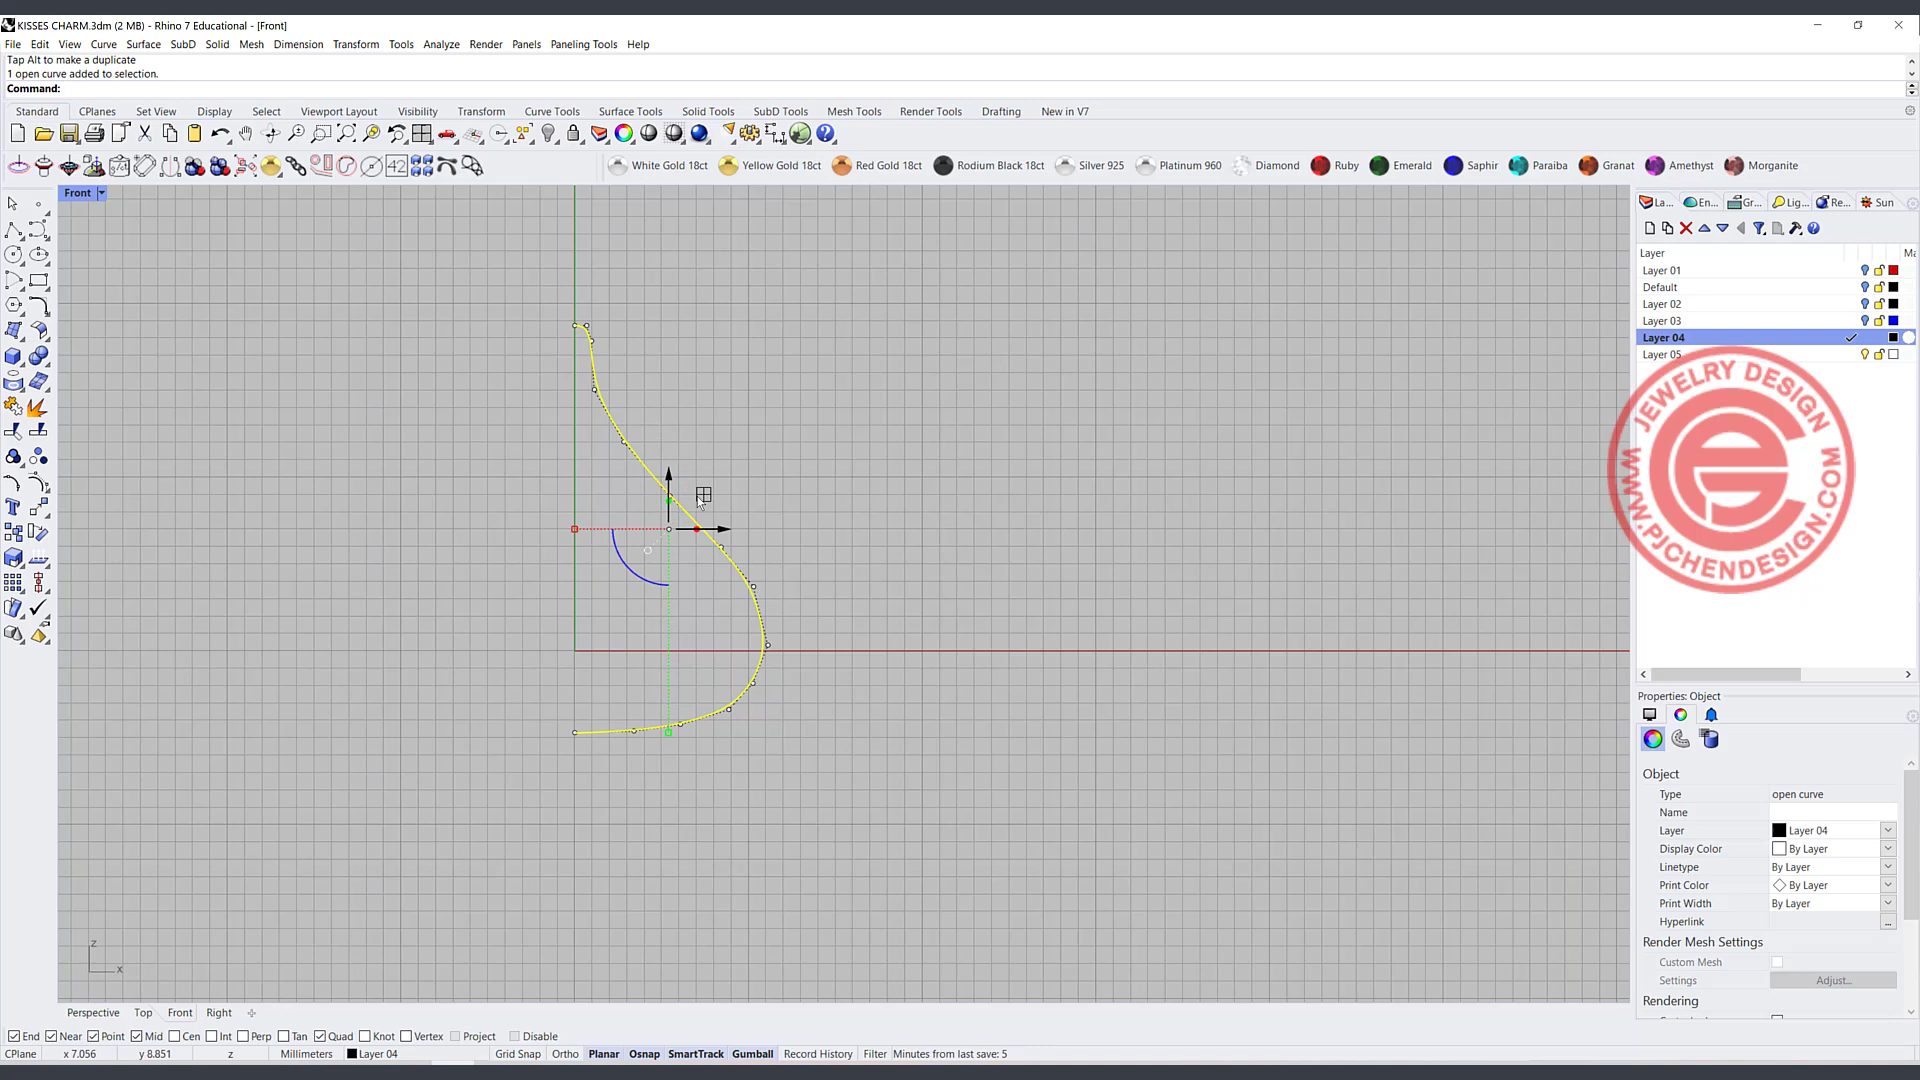 KISSES CHARM.3dm (2 MB) - Rhino 7 Educational - [Front]
File Edit View Curve Surface SubD Solid Mesh Dimension Transform Tools Analyze Render Panels Paneling Tools Help
Tap Alt to make a duplicate
1 open curve added to selection.
Command:
Standard CPlanes Set View Display Select Viewport Layout Visibility Transform Curve Tools Surface Tools Solid Tools SubD Tools Mesh Tools Render Tools Drafting New in V7
White Gold 18ct Yellow Gold 18ct Red Gold 18ct Rodium Black 18ct Silver 925 Platinum 960 Diamond Ruby Emerald Saphir Paraiba Granat Amethyst Morganite
Front
La... En... Gr... Lig... Re... Sun
Layer Ma
Layer 01
Default
Layer 02
Layer 03
Layer 04
Layer 05
JEWELRY DESIGN
WWW.PJCHENDESIGN.COM
Properties: Object
Object
Type open curve
Name
Layer Layer 04
Display Color By Layer
Linetype By Layer
Print Color By Layer
Print Width By Layer
Hyperlink ...
Render Mesh Settings
Custom Mesh
Settings Adjust...
Rendering
z
x
Perspective Top Front Right
End Near Point Mid Cen Int Perp Tan Quad Knot Vertex Project Disable
CPlane x 7.056 y 8.851 z Millimeters Layer 04 Grid Snap Ortho Planar Osnap SmartTrack Gumball Record History Filter Minutes from last save: 5